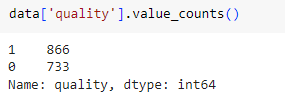 data['quality'].value_counts()
1    866
0    733
Name: quality, dtype: int64